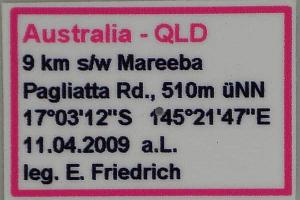 Australia - QLD
9 km s/w Mareeba
Pagliatta Rd., 510m üNN
17°03'12"S 145°21'47"E
11.04.2009 a.L.
leg. E. Friedrich